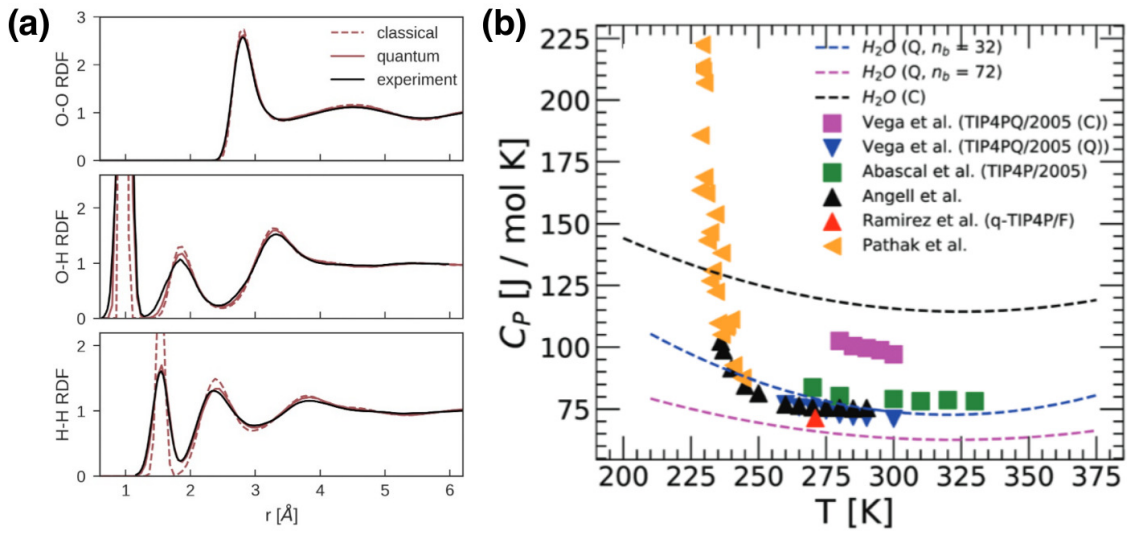 (a)
3
2
1
0
O-O RDF
classical
quantum
experiment
2
1
0
O-H RDF
2
1
0
H-H RDF
1 2 3 4 5 6
r [Å]
(b)
225
200
175
150
125
100
75
C_P [J / mol K]
H₂O (Q, n_b = 32)
H₂O (Q, n_b = 72)
H₂O (C)
Vega et al. (TIP4PQ/2005 (C))
Vega et al. (TIP4PQ/2005 (Q))
Abascal et al. (TIP4P/2005)
Angell et al.
Ramirez et al. (q-TIP4P/F)
Pathak et al.
200 225 250 275 300 325 350 375
T [K]